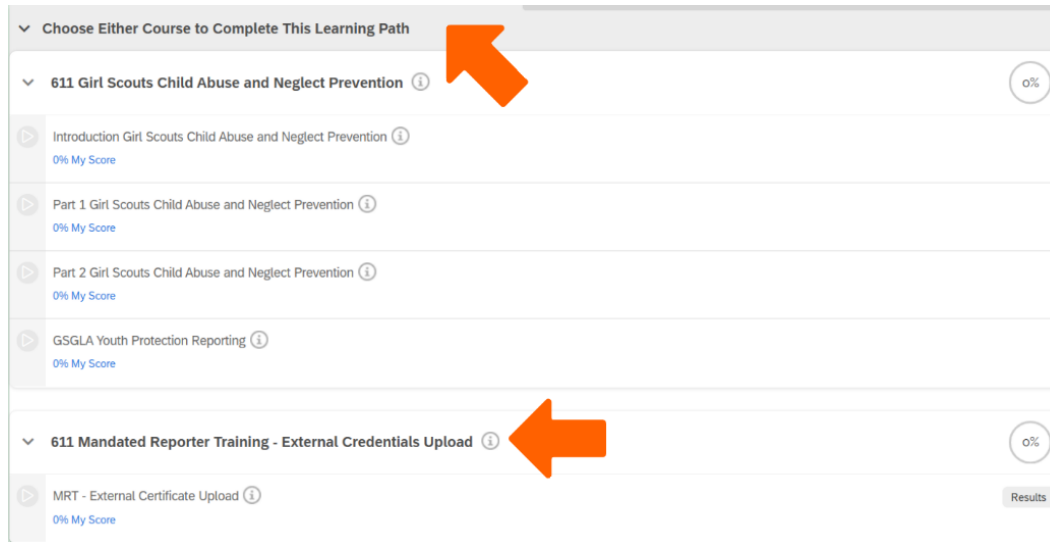 Choose Either Course to Complete This Learning Path
611 Girl Scouts Child Abuse and Neglect Prevention
0%
Introduction Girl Scouts Child Abuse and Neglect Prevention
0% My Score
Part 1 Girl Scouts Child Abuse and Neglect Prevention
0% My Score
Part 2 Girl Scouts Child Abuse and Neglect Prevention
0% My Score
GSGLA Youth Protection Reporting
0% My Score
611 Mandated Reporter Training - External Credentials Upload
0%
MRT - External Certificate Upload
Results
0% My Score